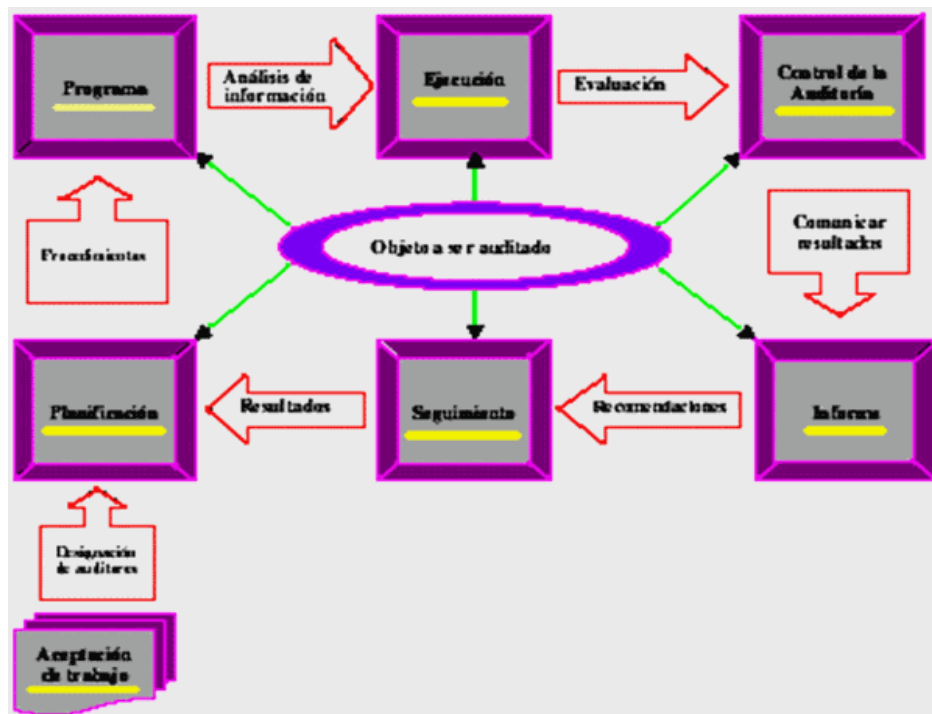 Programa
Análisis de
información
Ejecución
Evaluación
Control de la
Auditoría
Procedimientos
Objeto a ser auditado
Comunicar
resultados
Planificación
Resultados
Seguimiento
Recomendaciones
Informe
Designación
de auditores
Aceptación
de trabajo